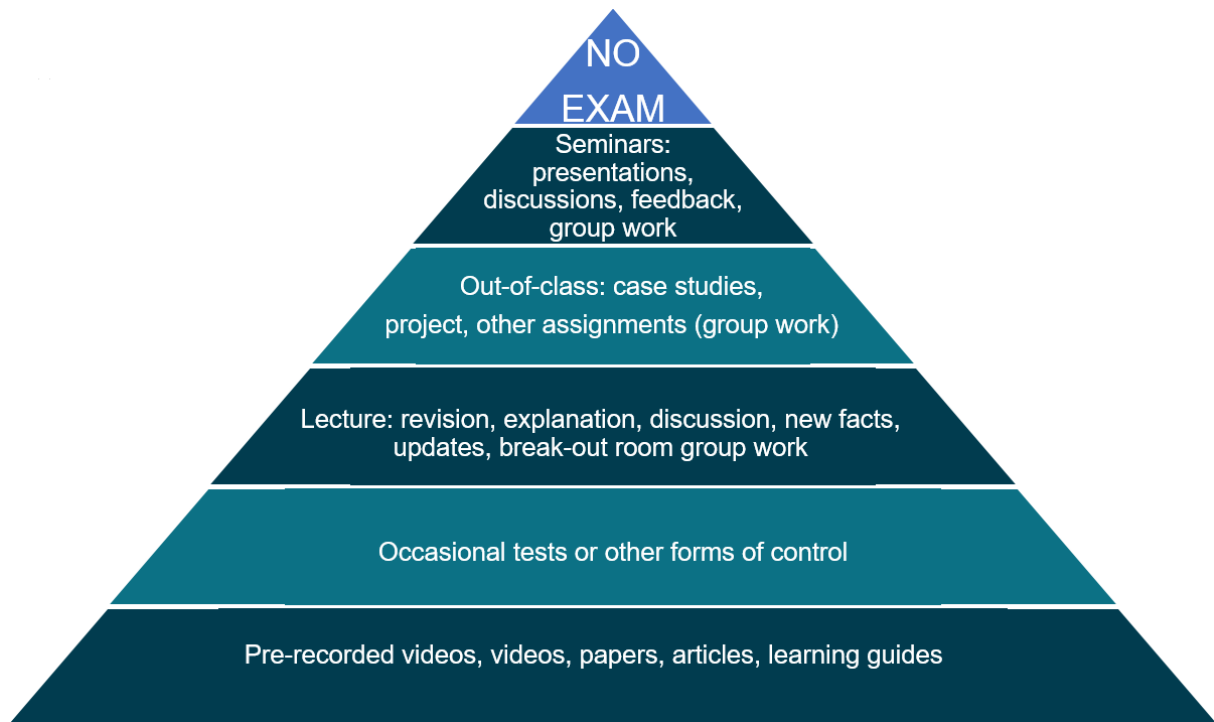 NO
EXAM
Seminars:
presentations,
discussions, feedback,
group work
Out-of-class: case studies,
project, other assignments (group work)
Lecture: revision, explanation, discussion, new facts,
updates, break-out room group work
Occasional tests or other forms of control
Pre-recorded videos, videos, papers, articles, learning guides